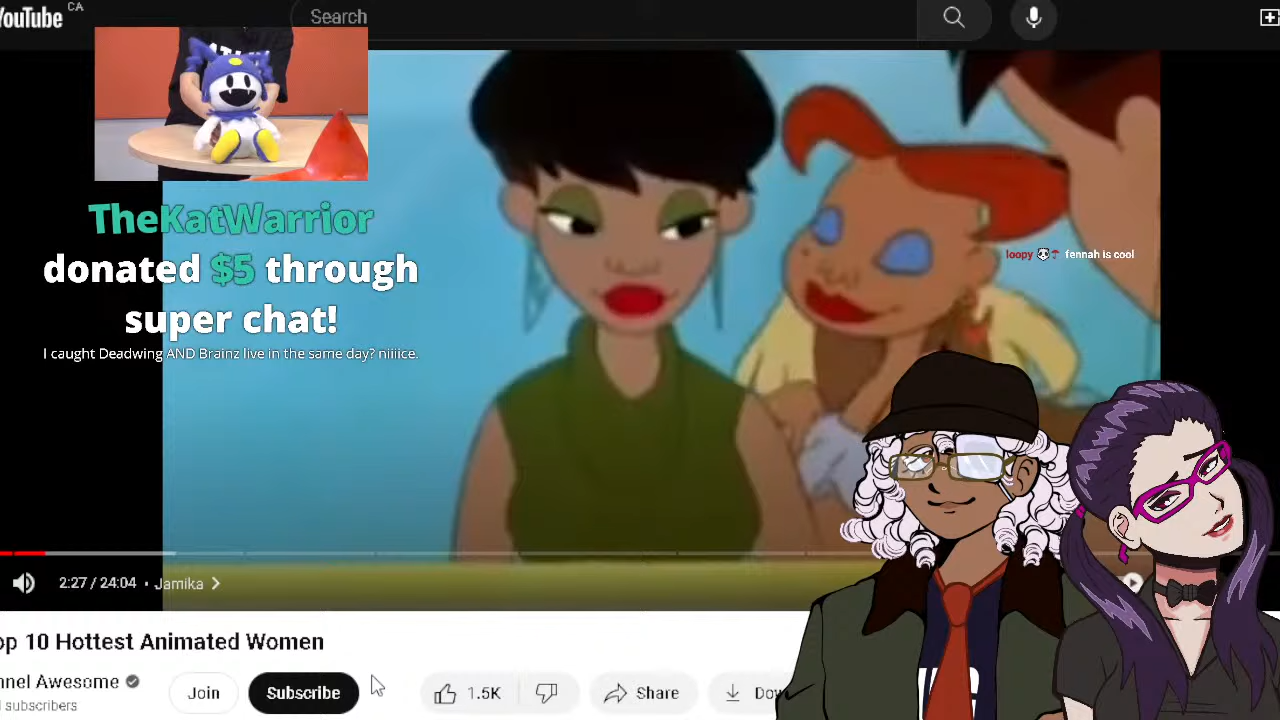 YouTube CA
Search
TheKatWarrior
donated $5 through
super chat!
I caught Deadwing AND Brainz live in the same day? niiiice.
loopy fennah is cool
2:27 / 24:04 • Jamika >
op 10 Hottest Animated Women
nnel Awesome
subscribers
Join
Subscribe
1.5K
Share
Dow